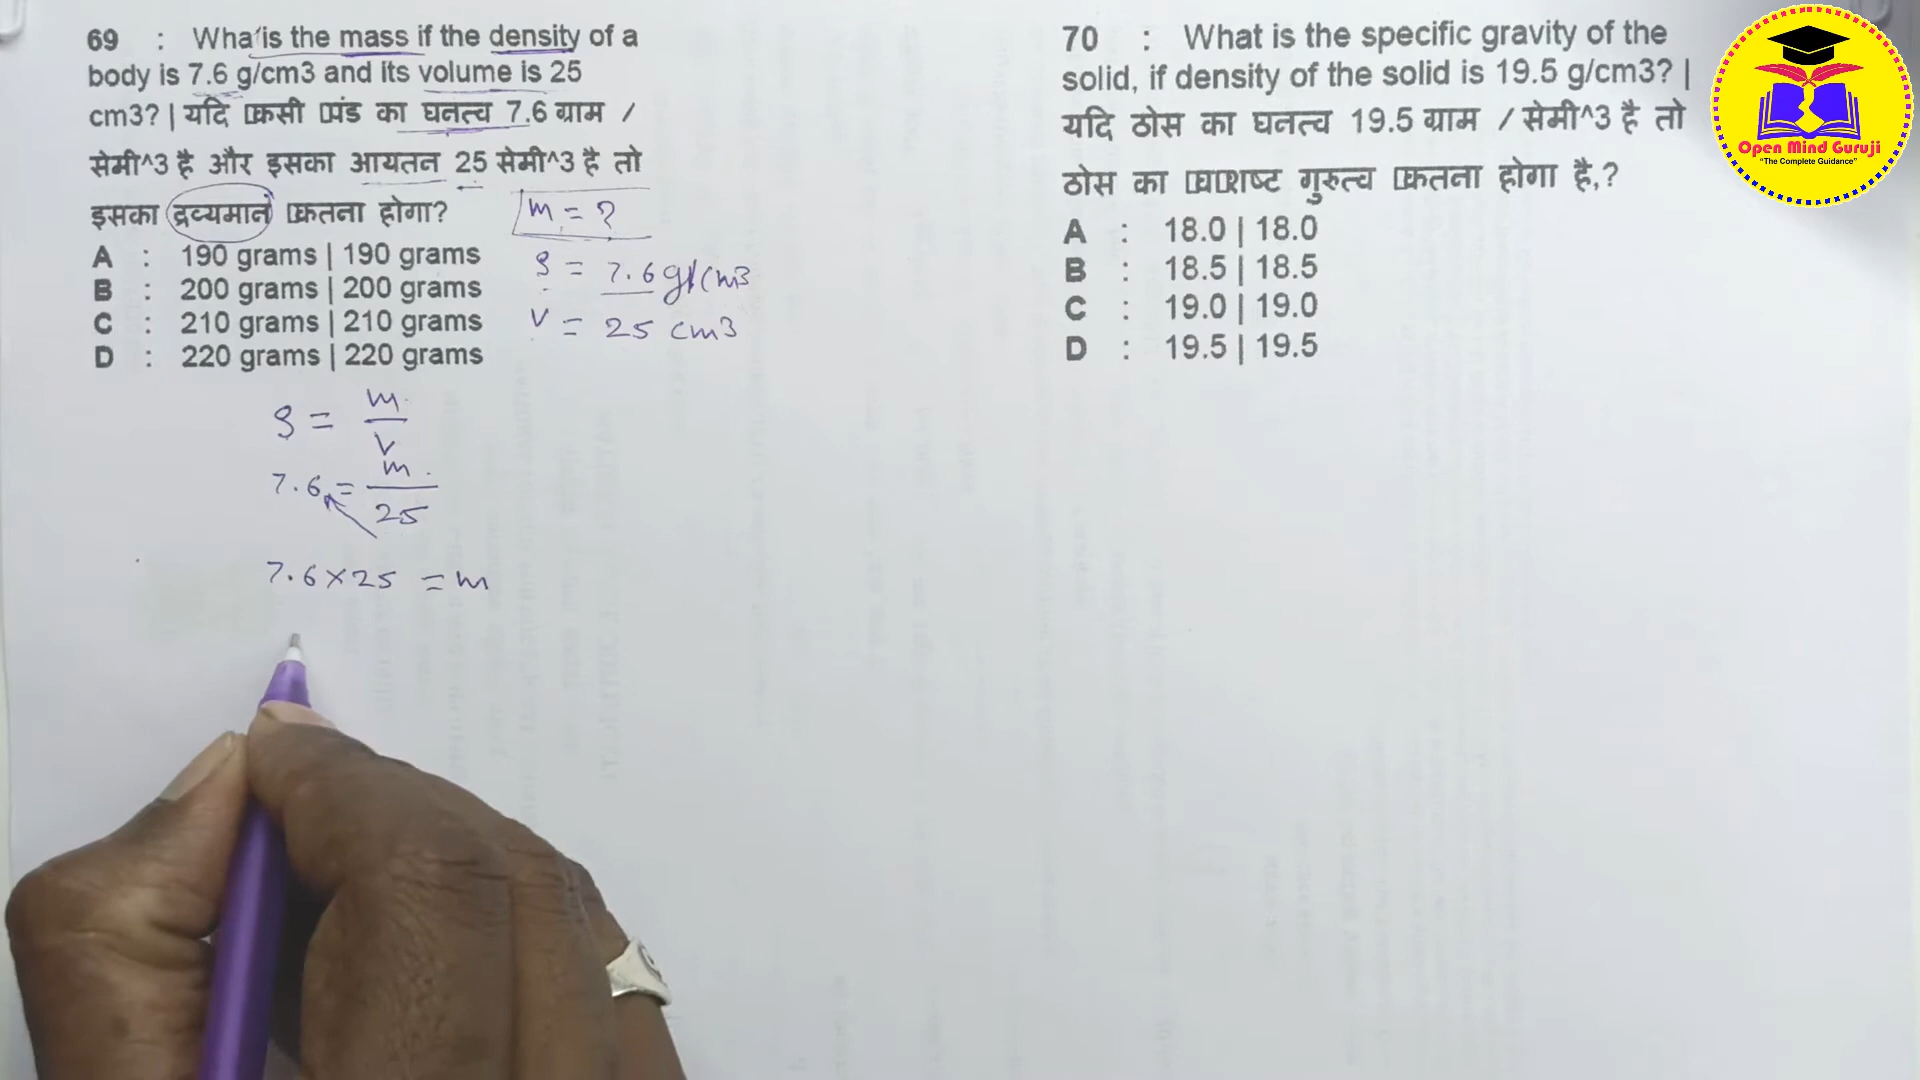 69 : What is the mass if the density of a
body is 7.6 g/cm3 and its volume is 25
cm3? | यदि का घनत्व 7.6 ग्राम /
सेमी^3 है और इसका आयतन 25 सेमी^3 है तो
इसका द्रव्यमान होगा?
A : 190 grams | 190 grams
B : 200 grams | 200 grams
C : 210 grams | 210 grams
D : 220 grams | 220 grams
m = ?
= 7.6 g/cm3
V = 25 cm3
= m
V
7.6 = m
25
7.6 × 25 = m
70 : What is the specific gravity of the
solid, if density of the solid is 19.5 g/cm3? |
यदि ठोस का घनत्व 19.5 ग्राम / सेमी^3 है तो
ठोस का गुरुत्व होगा है,?
A : 18.0 | 18.0
B : 18.5 | 18.5
C : 19.0 | 19.0
D : 19.5 | 19.5
Open Mind Guruji
"The Complete Guidance"